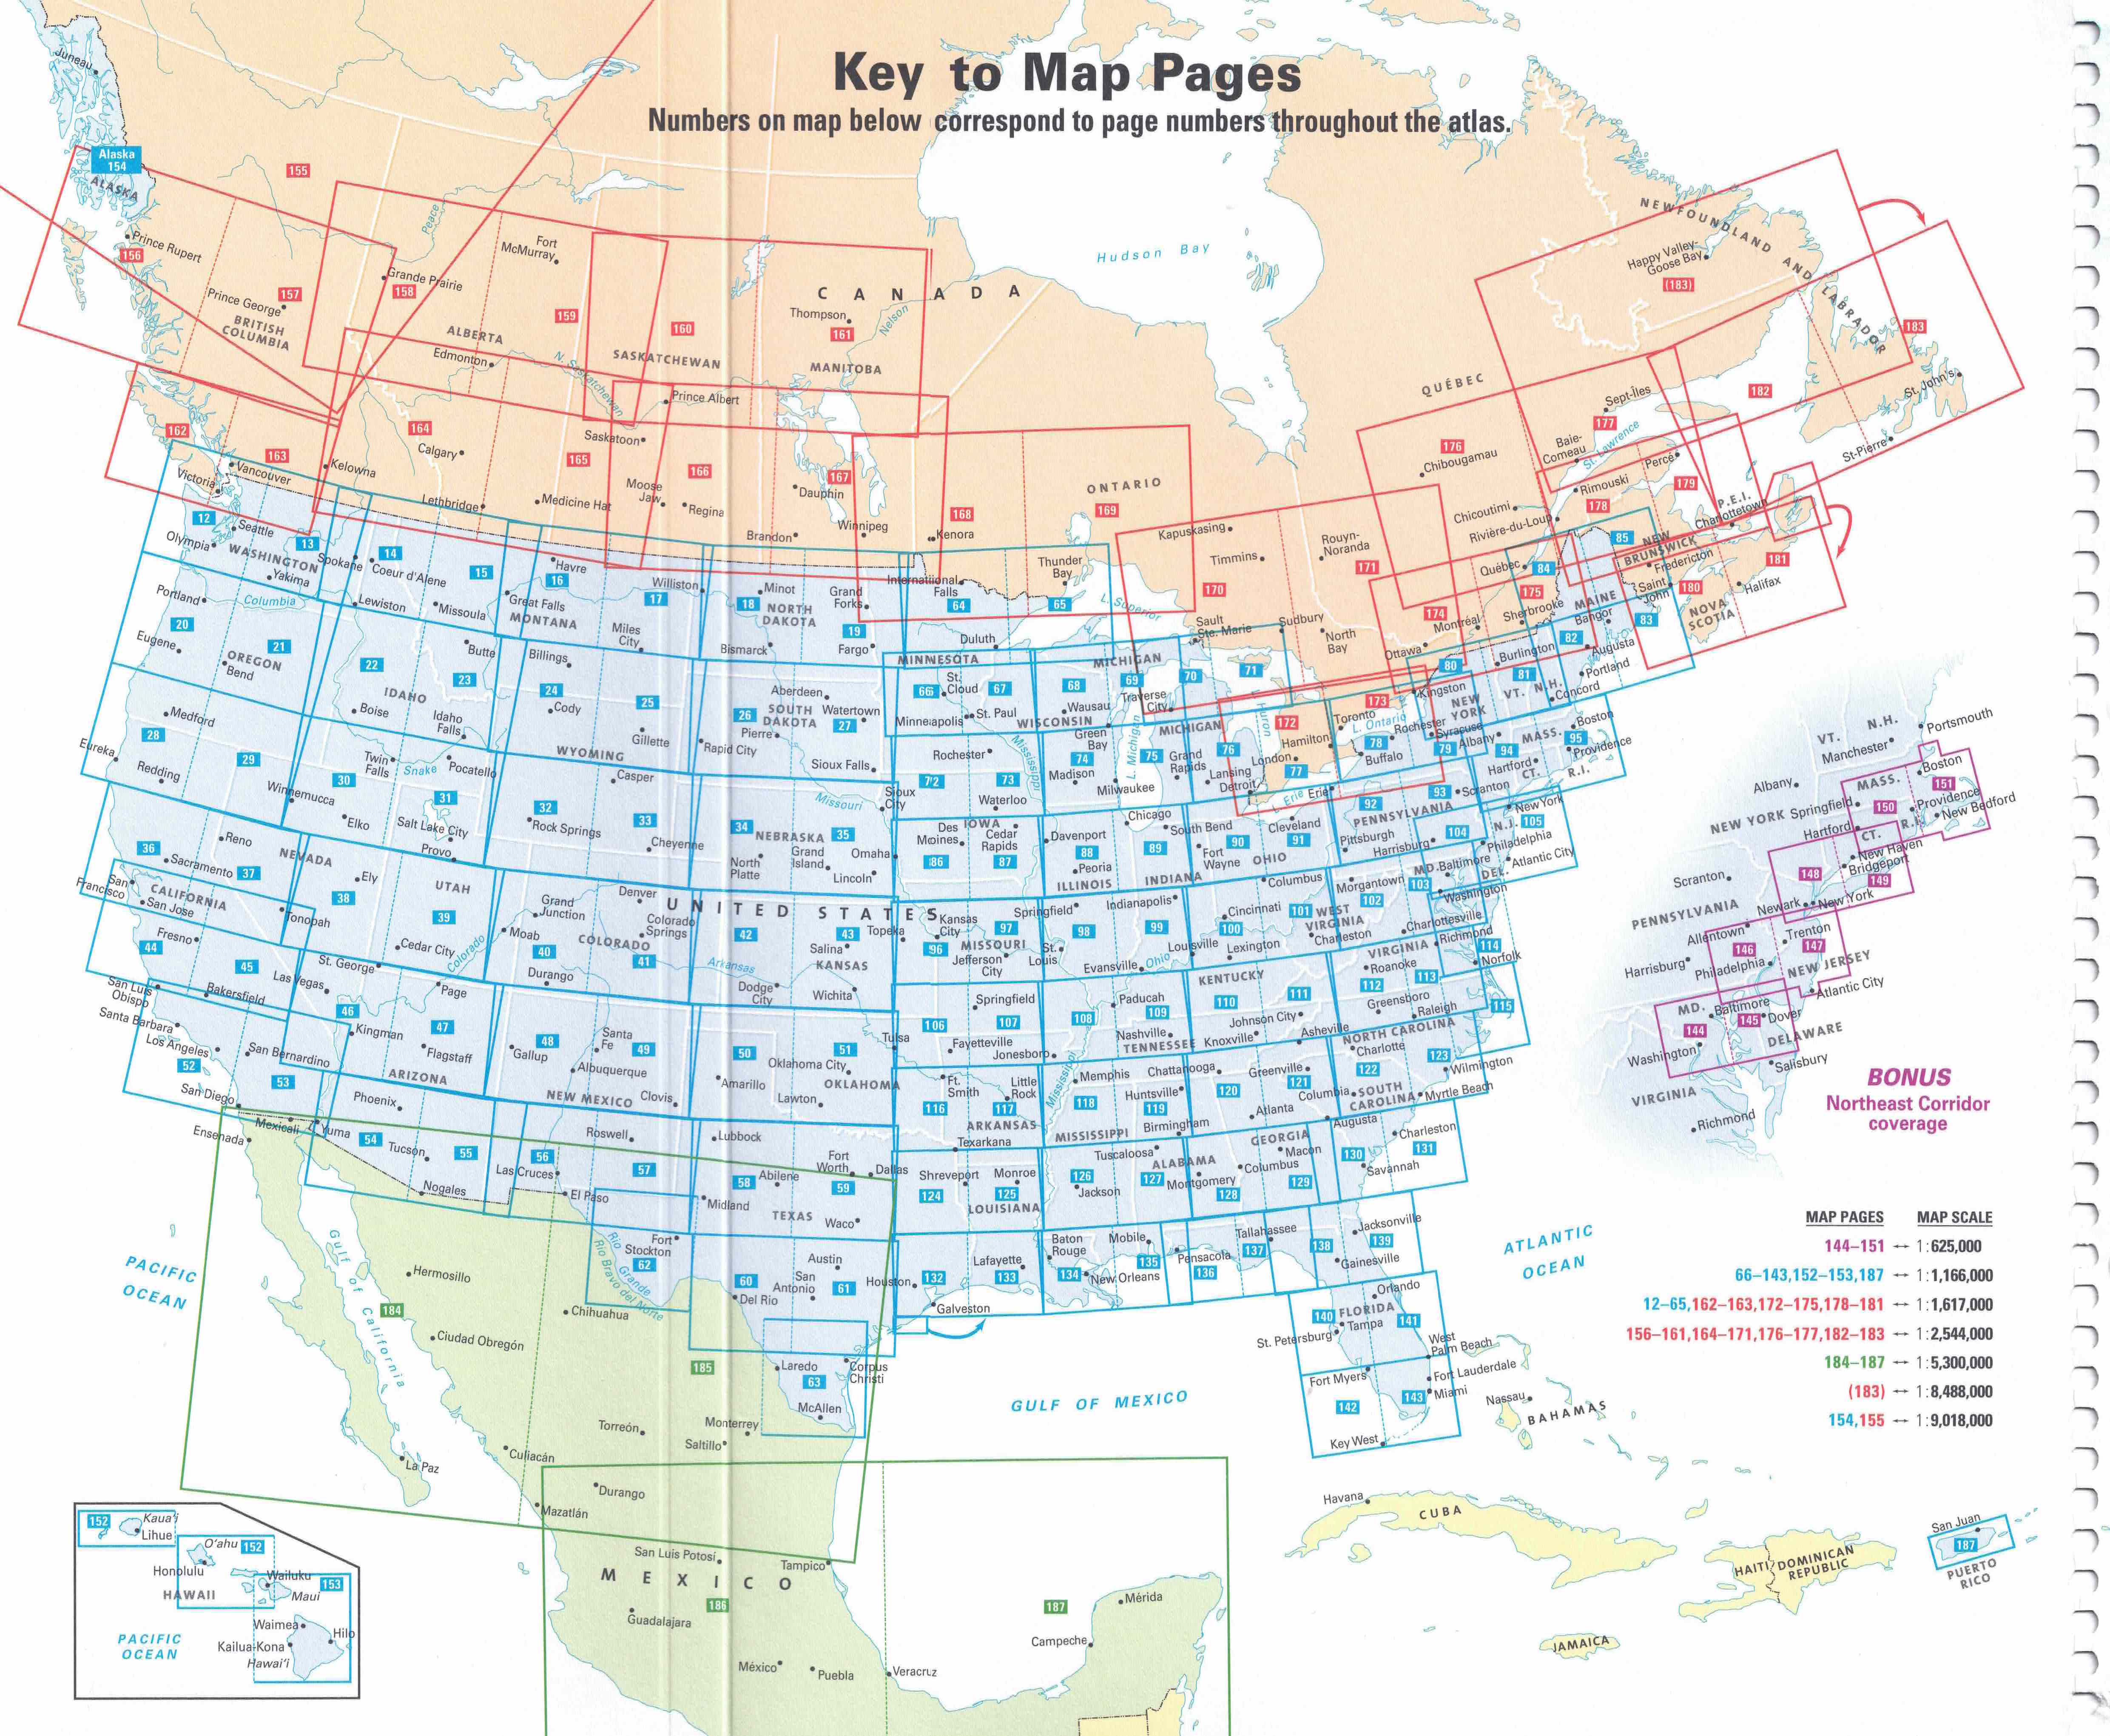 Key to Map Pages
Numbers on map below correspond to page numbers throughout the atlas.
Juneau
Alaska
154
ALASKA
155
Prince Rupert
156
Prince George
157
BRITISH
COLUMBIA
Peace
Fort
McMurray
Grande Prairie
158
159
ALBERTA
Edmonton
N. Saskatchewan
160
SASKATCHEWAN
Prince Albert
CANADA
Thompson
161
Nelson
MANITOBA
Hudson Bay
NEWFOUNDLAND AND LABRADOR
Happy Valley-
Goose Bay
(183)
183
182
St. John's
St-Pierre
QUÉBEC
Sept-Îles
177
Baie-
Comeau
St. Lawrence
176
Chibougamau
Perce
Rimouski
178
179
P.E.I.
Charlottetown
Chicoutimi
Rivière-du-Loup
162
163
Vancouver
Victoria
Kelowna
164
Calgary
Lethbridge
165
Medicine Hat
Saskatoon
166
Moose
Jaw
Regina
167
Dauphin
Winnipeg
Brandon
168
Kenora
ONTARIO
169
Kapuskasing
Timmins
Rouyn-
Noranda
170
171
Québec
84
85
NEW
BRUNSWICK
Fredericton
Saint
John
180
181
Halifax
NOVA
SCOTIA
174
175
Sherbrooke
Montréal
Ottawa
MAINE
Bangor
82
83
Augusta
12
Seattle
Olympia
WASHINGTON
13
Yakima
Spokane
14
Coeur d'Alene
15
16
Havre
17
Williston
18
Minot
NORTH
DAKOTA
Grand
Forks
19
Fargo
Bismarck
International
Falls
64
Thunder
Bay
65
L. Superior
Duluth
Sault
Ste. Marie
Sudbury
North
Bay
Portland
Columbia
Lewiston
Missoula
Great Falls
MONTANA
Miles
City
20
Eugene
21
OREGON
Bend
22
23
Butte
IDAHO
Boise
Idaho
Falls
Billings
24
Cody
25
Gillette
WYOMING
26
Aberdeen
SOUTH
DAKOTA
Watertown
27
Pierre
Rapid City
Sioux Falls
MINNESOTA
66
St.
Cloud
67
Minneapolis
St. Paul
68
Wausau
WISCONSIN
MICHIGAN
69
70
71
Traverse
City
Huron
172
173
Toronto
L. Ontario
Hamilton
London
77
Kingston
80
NEW
YORK
Burlington
81
VT.
N.H.
Concord
Portland
Boston
MASS.
94
95
Providence
Hartford
CT.
R.I.
Rochester
Syracuse
78
79
Albany
Buffalo
Medford
28
Eureka
Redding
29
Winnemucca
Twin
Falls
Snake
Pocatello
30
31
Elko
Salt Lake City
Provo
Casper
32
Rock Springs
33
Cheyenne
34
NEBRASKA
35
Missouri
Sioux
City
North
Platte
Grand
Island
Omaha
Lincoln
Rochester
72
73
Waterloo
Mississippi
Green
Bay
74
Madison
Milwaukee
L. Michigan
75
MICHIGAN
Grand
Rapids
76
Lansing
Detroit
L. Erie
Erie
92
PENNSYLVANIA
93
Scranton
Pittsburgh
Harrisburg
104
New York
N.J.
105
Philadelphia
Atlantic City
Des
Moines
IOWA
Cedar
Rapids
86
87
Davenport
88
Peoria
ILLINOIS
Chicago
89
South Bend
Fort
Wayne
INDIANA
90
Cleveland
91
OHIO
36
Reno
NEVADA
Sacramento
37
San
Francisco
CALIFORNIA
San Jose
Ely
38
UTAH
39
Tonopah
Fresno
44
45
Cedar City
Colorado
Grand
Junction
Denver
Colorado
Springs
Moab
40
COLORADO
41
Durango
UNITED STATES
42
43
Salina
Topeka
KANSAS
Arkansas
Dodge
City
Wichita
Kansas
City
96
97
MISSOURI
Jefferson
City
Springfield
98
St.
Louis
Indianapolis
99
Evansville
Ohio
Columbus
Cincinnati
100
Louisville
Lexington
101
WEST
VIRGINIA
Charleston
Morgantown
102
103
MD.
Baltimore
DEL.
Washington
Charlottesville
VIRGINIA
Richmond
114
Norfolk
Roanoke
112
113
115
Las Vegas
St. George
San Luis
Obispo
Bakersfield
Santa Barbara
Los Angeles
52
San Bernardino
53
San Diego
46
Kingman
Page
47
Flagstaff
ARIZONA
48
Gallup
Santa
Fe
49
Albuquerque
NEW MEXICO
Clovis
50
51
Tulsa
Oklahoma City
Amarillo
OKLAHOMA
Lawton
Springfield
106
107
Fayetteville
Jonesboro
108
Paducah
109
Nashville
TENNESSEE
KENTUCKY
110
111
Johnson City
Knoxville
Asheville
Greensboro
Raleigh
NORTH CAROLINA
Charlotte
122
123
Wilmington
Ft.
Smith
Little
Rock
116
117
ARKANSAS
Texarkana
Memphis
Mississippi
118
MISSISSIPPI
Huntsville
119
Birmingham
Chattanooga
120
Atlanta
Greenville
121
Columbia
SOUTH
CAROLINA
Myrtle Beach
Ensenada
Mexicali
Yuma
Phoenix
54
Tucson
55
Nogales
56
Las Cruces
Roswell
57
El Paso
Lubbock
Fort
Worth
Dallas
58
Abilene
59
Midland
TEXAS
Waco
Shreveport
Monroe
124
125
LOUISIANA
126
Jackson
Tuscaloosa
127
ALABAMA
Montgomery
128
Columbus
GEORGIA
Macon
129
Augusta
130
Savannah
Charleston
131
Rio Grande
Rio Bravo del Norte
Fort
Stockton
62
60
Del Rio
Austin
San
Antonio
61
Houston
132
Galveston
Lafayette
133
Baton
Rouge
134
New Orleans
Mobile
135
Pensacola
136
Tallahassee
137
138
Jacksonville
139
Gainesville
Orlando
FLORIDA
140
Tampa
141
St. Petersburg
West
Palm Beach
Fort Myers
Fort Lauderdale
142
143
Miami
Key West
Nassau
BAHAMAS
ATLANTIC
OCEAN
PACIFIC
OCEAN
Gulf of California
Hermosillo
184
Chihuahua
Ciudad Obregón
185
Laredo
Corpus
Christi
63
McAllen
GULF OF MEXICO
Torreón
Monterrey
Saltillo
Culiacán
La Paz
Durango
Mazatlán
San Luis Potosí
Tampico
MEXICO
186
Guadalajara
187
Mérida
Campeche
México
Puebla
Veracruz
Havana
CUBA
HAITI
DOMINICAN
REPUBLIC
JAMAICA
San Juan
187
PUERTO
RICO
152
Kaua'i
Lihue
O'ahu
152
Honolulu
HAWAII
Wailuku
153
Maui
Waimea
Hilo
Kailua-Kona
Hawai'i
PACIFIC
OCEAN
N.H.
Portsmouth
VT.
Manchester
Boston
Albany
MASS.
151
NEW YORK
Springfield
150
Providence
New Bedford
Hartford
CT.
R.I.
New Haven
Bridgeport
148
149
Scranton
Newark
New York
PENNSYLVANIA
Allentown
Trenton
146
147
Harrisburg
Philadelphia
NEW JERSEY
Atlantic City
MD.
Baltimore
144
145
Dover
DELAWARE
Washington
Salisbury
VIRGINIA
Richmond
BONUS
Northeast Corridor
coverage
MAP PAGES MAP SCALE
144–151 ↔ 1:625,000
66–143,152–153,187 ↔ 1:1,166,000
12–65,162–163,172–175,178–181 ↔ 1:1,617,000
156–161,164–171,176–177,182–183 ↔ 1:2,544,000
184–187 ↔ 1:5,300,000
(183) ↔ 1:8,488,000
154,155 ↔ 1:9,018,000